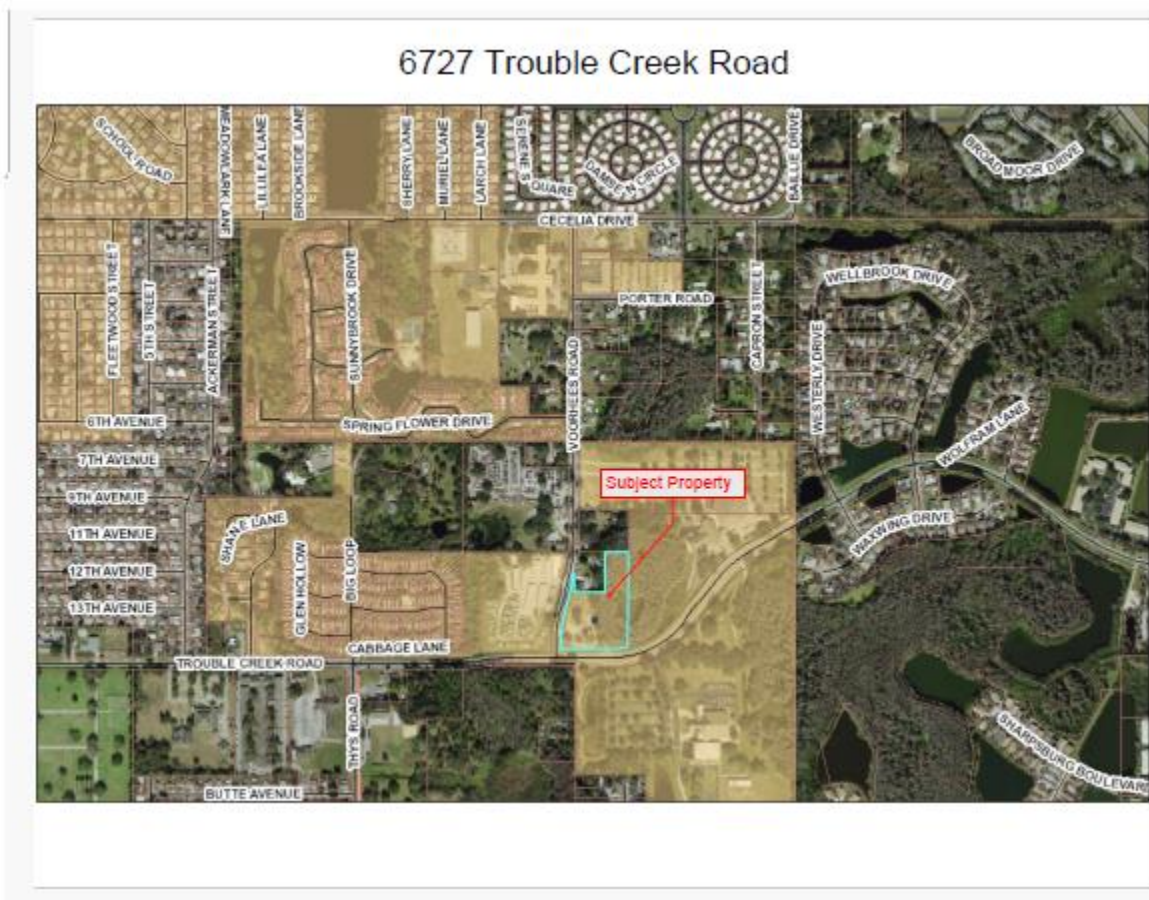 6727 Trouble Creek Road
SCHOOL ROAD
MEADOWLARK LANE
LILLIEA LANE
BROOKSIDE LANE
SHERRY LANE
MURIEL LANE
LARCH LANE
SERENE SQUARE
DAMSEN CIRCLE
BAILLIE DRIVE
BROADMOOR DRIVE
CECELIA DRIVE
FLEETWOOD STREET
5TH STREET
ACKERMAN STREET
SUNNYBROOK DRIVE
PORTER ROAD
CAPRON STREET
WELLBROOK DRIVE
WESTERLY DRIVE
VOORHEES ROAD
6TH AVENUE
SPRING FLOWER DRIVE
WOLFRAM LANE
7TH AVENUE
Subject Property
9TH AVENUE
SHANE LANE
WAXWING DRIVE
11TH AVENUE
GLEN HOLLOW
BIG LOOP
12TH AVENUE
13TH AVENUE
CABBAGE LANE
TROUBLE CREEK ROAD
THYS ROAD
SHARPSBURG BOULEVARD
BUTTE AVENUE